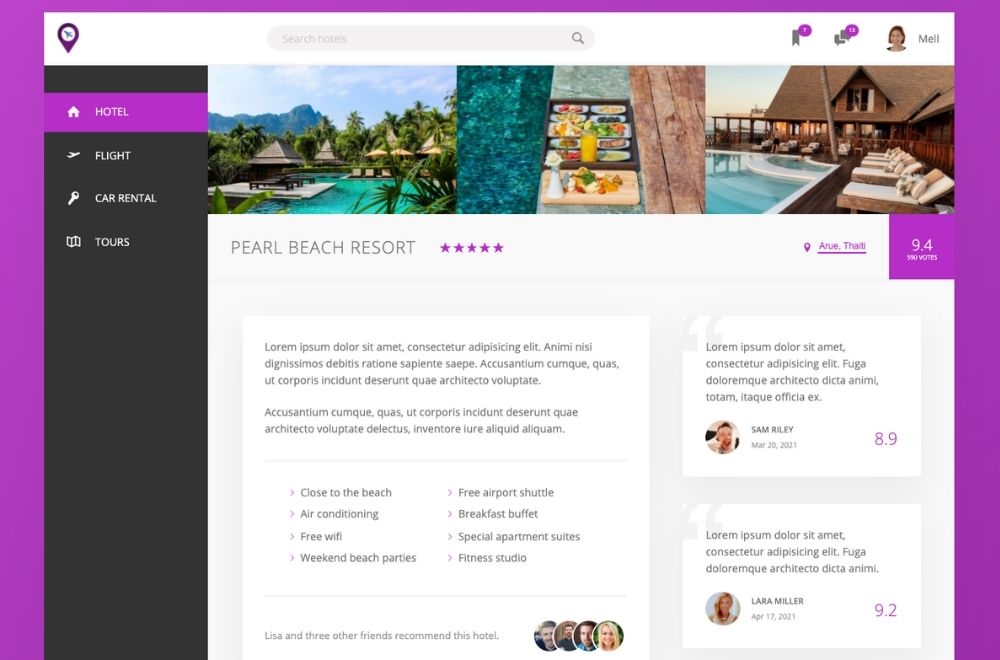 Search hotels
7
13
Mell
HOTEL
FLIGHT
CAR RENTAL
TOURS
PEARL BEACH RESORT
Arue, Thaiti
9.4
590 VOTES
Lorem ipsum dolor sit amet, consectetur adipisicing elit. Animi nisi
dignissimos debitis ratione sapiente saepe. Accusantium cumque, quas,
ut corporis incidunt deserunt quae architecto voluptate.
Accusantium cumque, quas, ut corporis incidunt deserunt quae
architecto voluptate delectus, inventore iure aliquid aliquam.
Close to the beach
Air conditioning
Free wifi
Weekend beach parties
Free airport shuttle
Breakfast buffet
Special apartment suites
Fitness studio
Lisa and three other friends recommend this hotel.
Lorem ipsum dolor sit amet,
consectetur adipisicing elit. Fuga
doloremque architecto dicta animi,
totam, itaque officia ex.
SAM RILEY
Mar 20, 2021
8.9
Lorem ipsum dolor sit amet,
consectetur adipisicing elit. Fuga
doloremque architecto dicta animi.
LARA MILLER
Apr 17, 2021
9.2